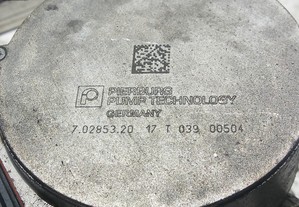 PIERBURG
PUMP TECHNOLOGY
GERMANY
7.02853.20 17 T 039 00504